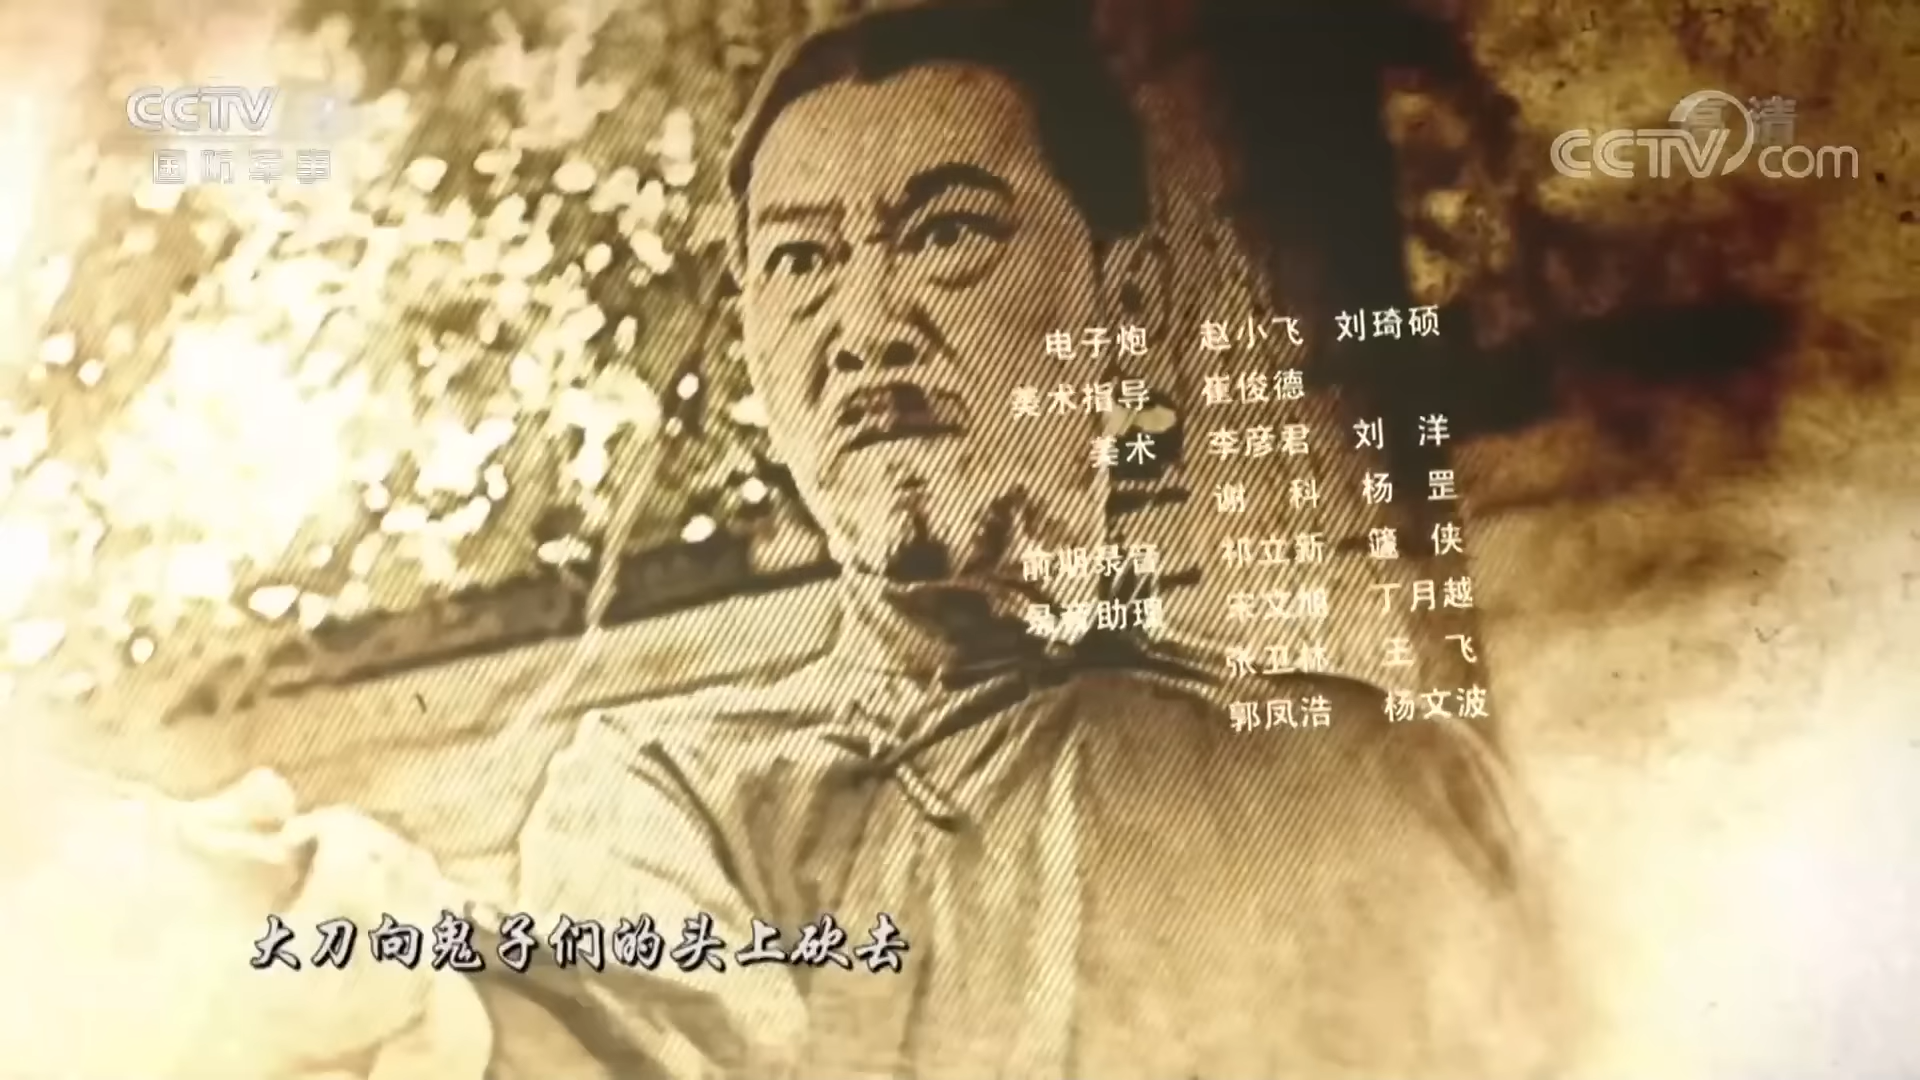 CCTV
国防军事
高清
CCTV.com
电子炮 赵小飞 刘琦硕
美术指导 崔俊德
美术 李彦君 刘 洋
谢 科 杨 罡
前期录音 祁立新 侠
录音助理 宋文旭 丁月越
张卫林 王 飞
郭凤浩 杨文波
大刀向鬼子们的头上砍去